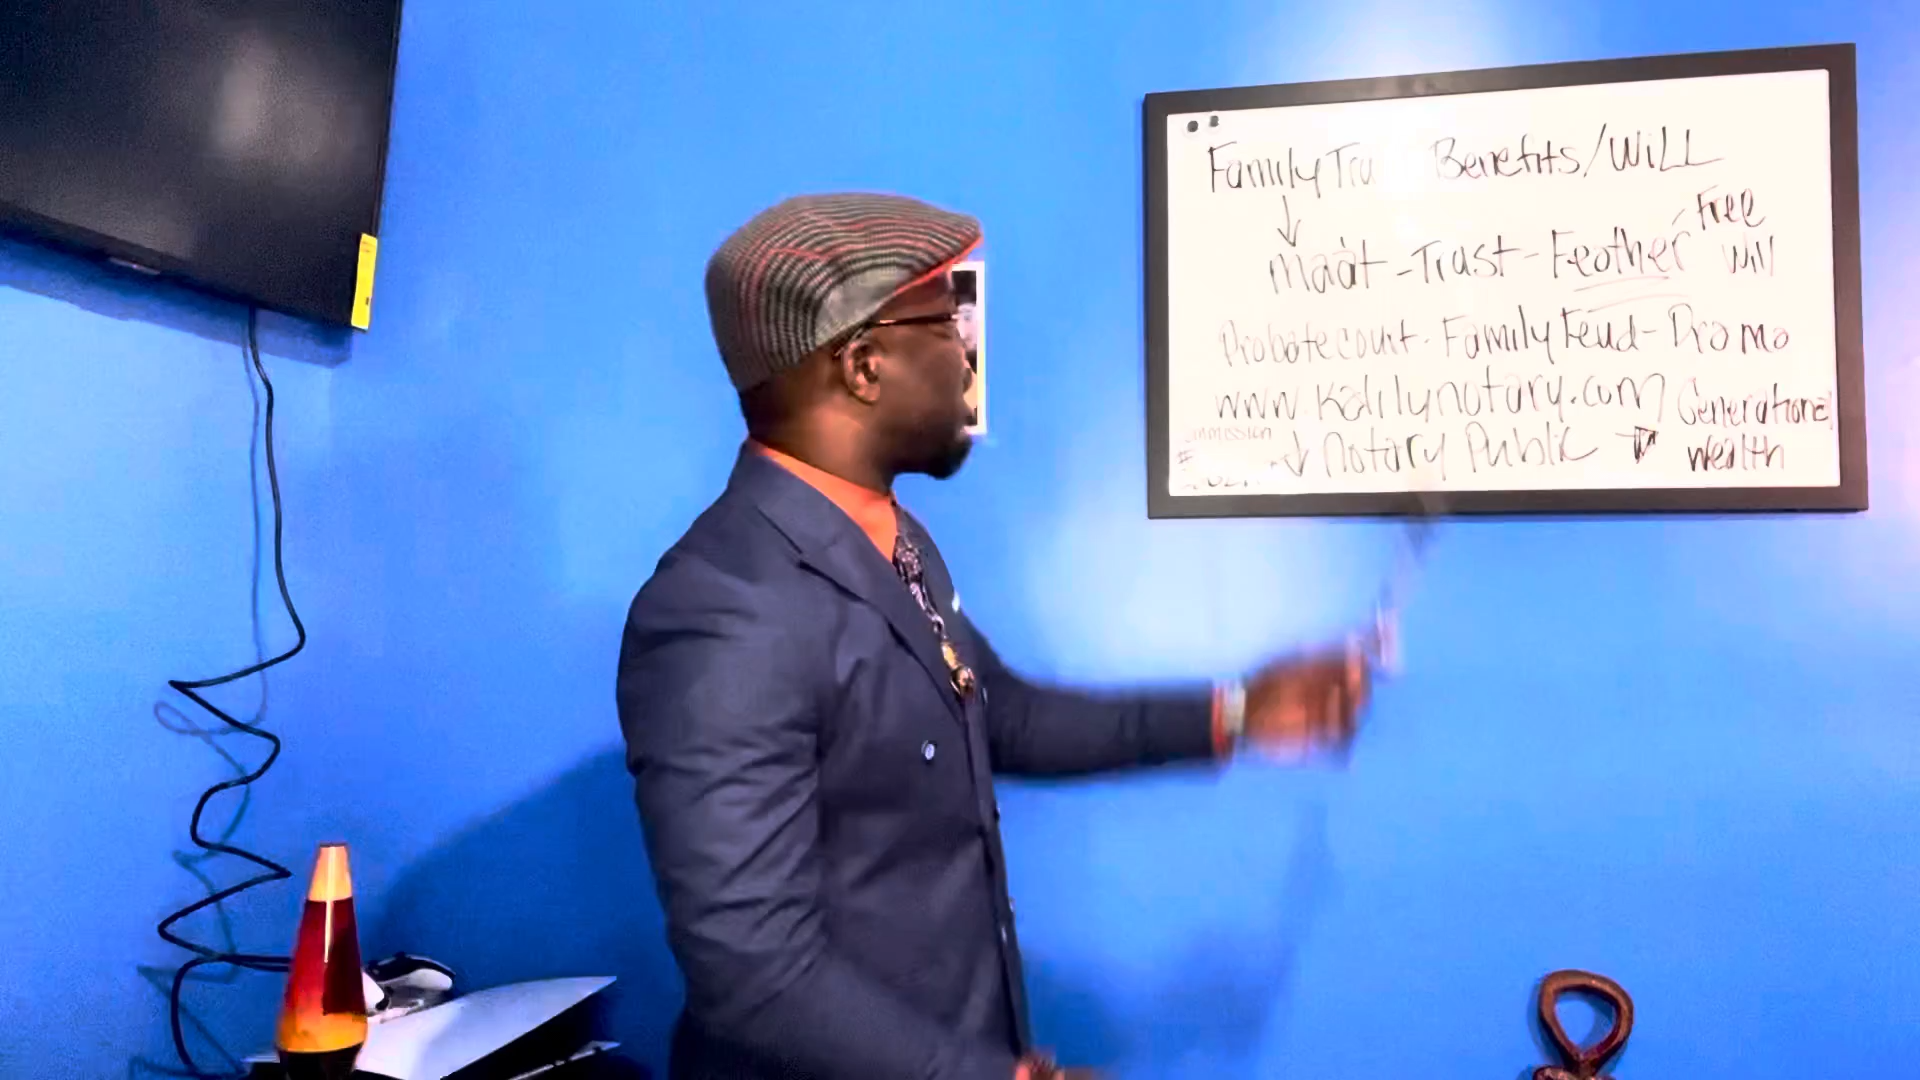 Family Tru Benefits/WiLL
Free
Will
maát - Trust - Feather
Probate court - Family Feud - Drama
www.kalilynotary.com
Generational
Wealth
Notary Public